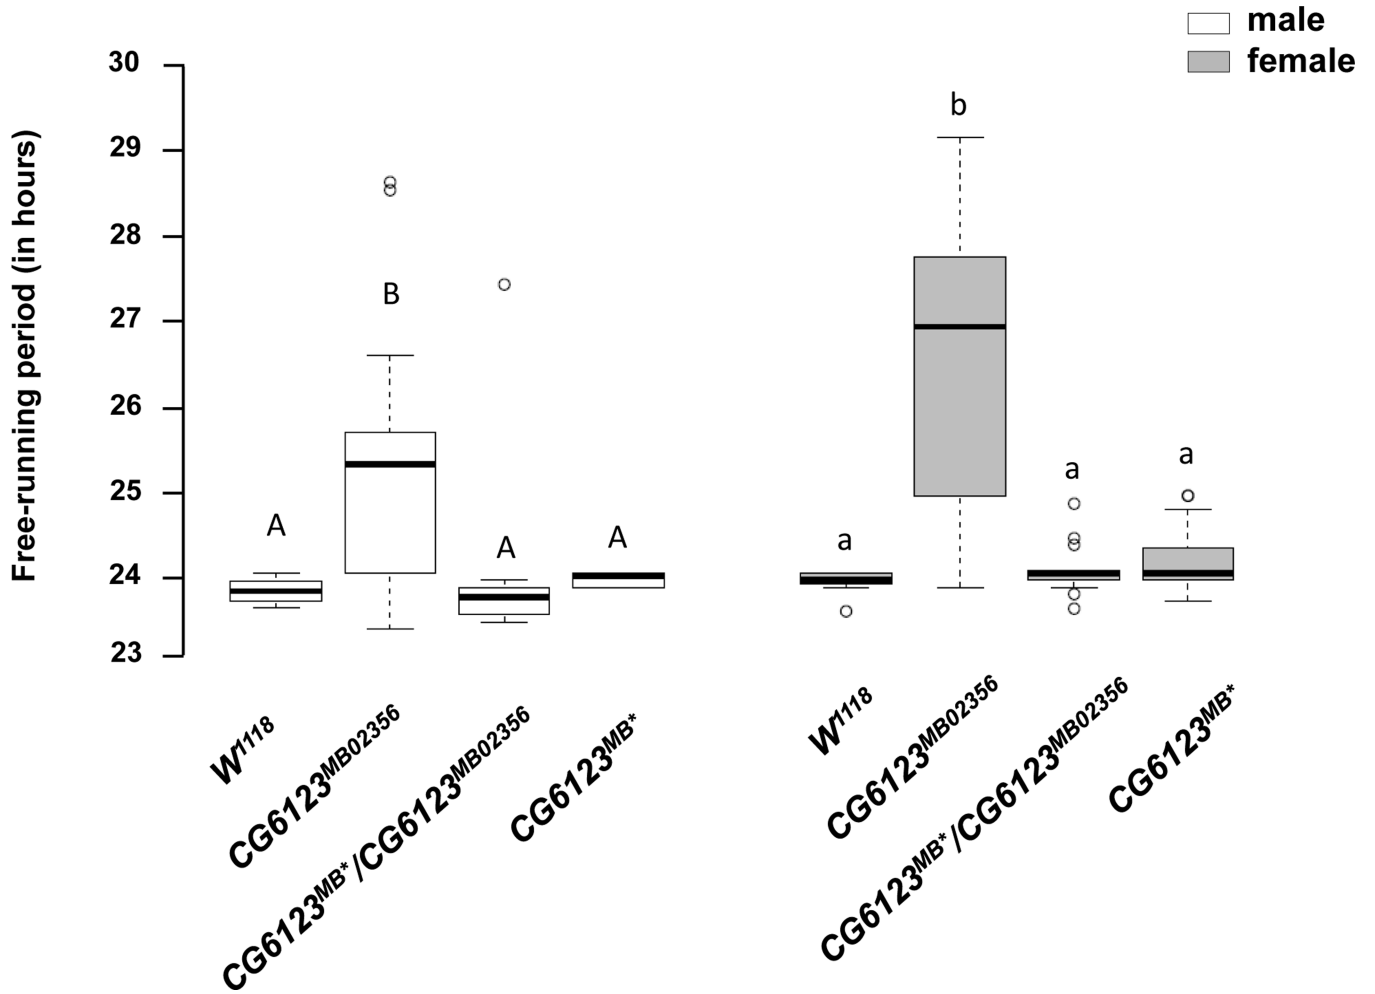 male
female
Free-running period (in hours)
30
29
28
27
26
25
24
23
A
B
A
A
a
b
a
a
W1118
CG6123MB02356
CG6123MB*/CG6123MB02356
CG6123MB*
W1118
CG6123MB02356
CG6123MB*/CG6123MB02356
CG6123MB*